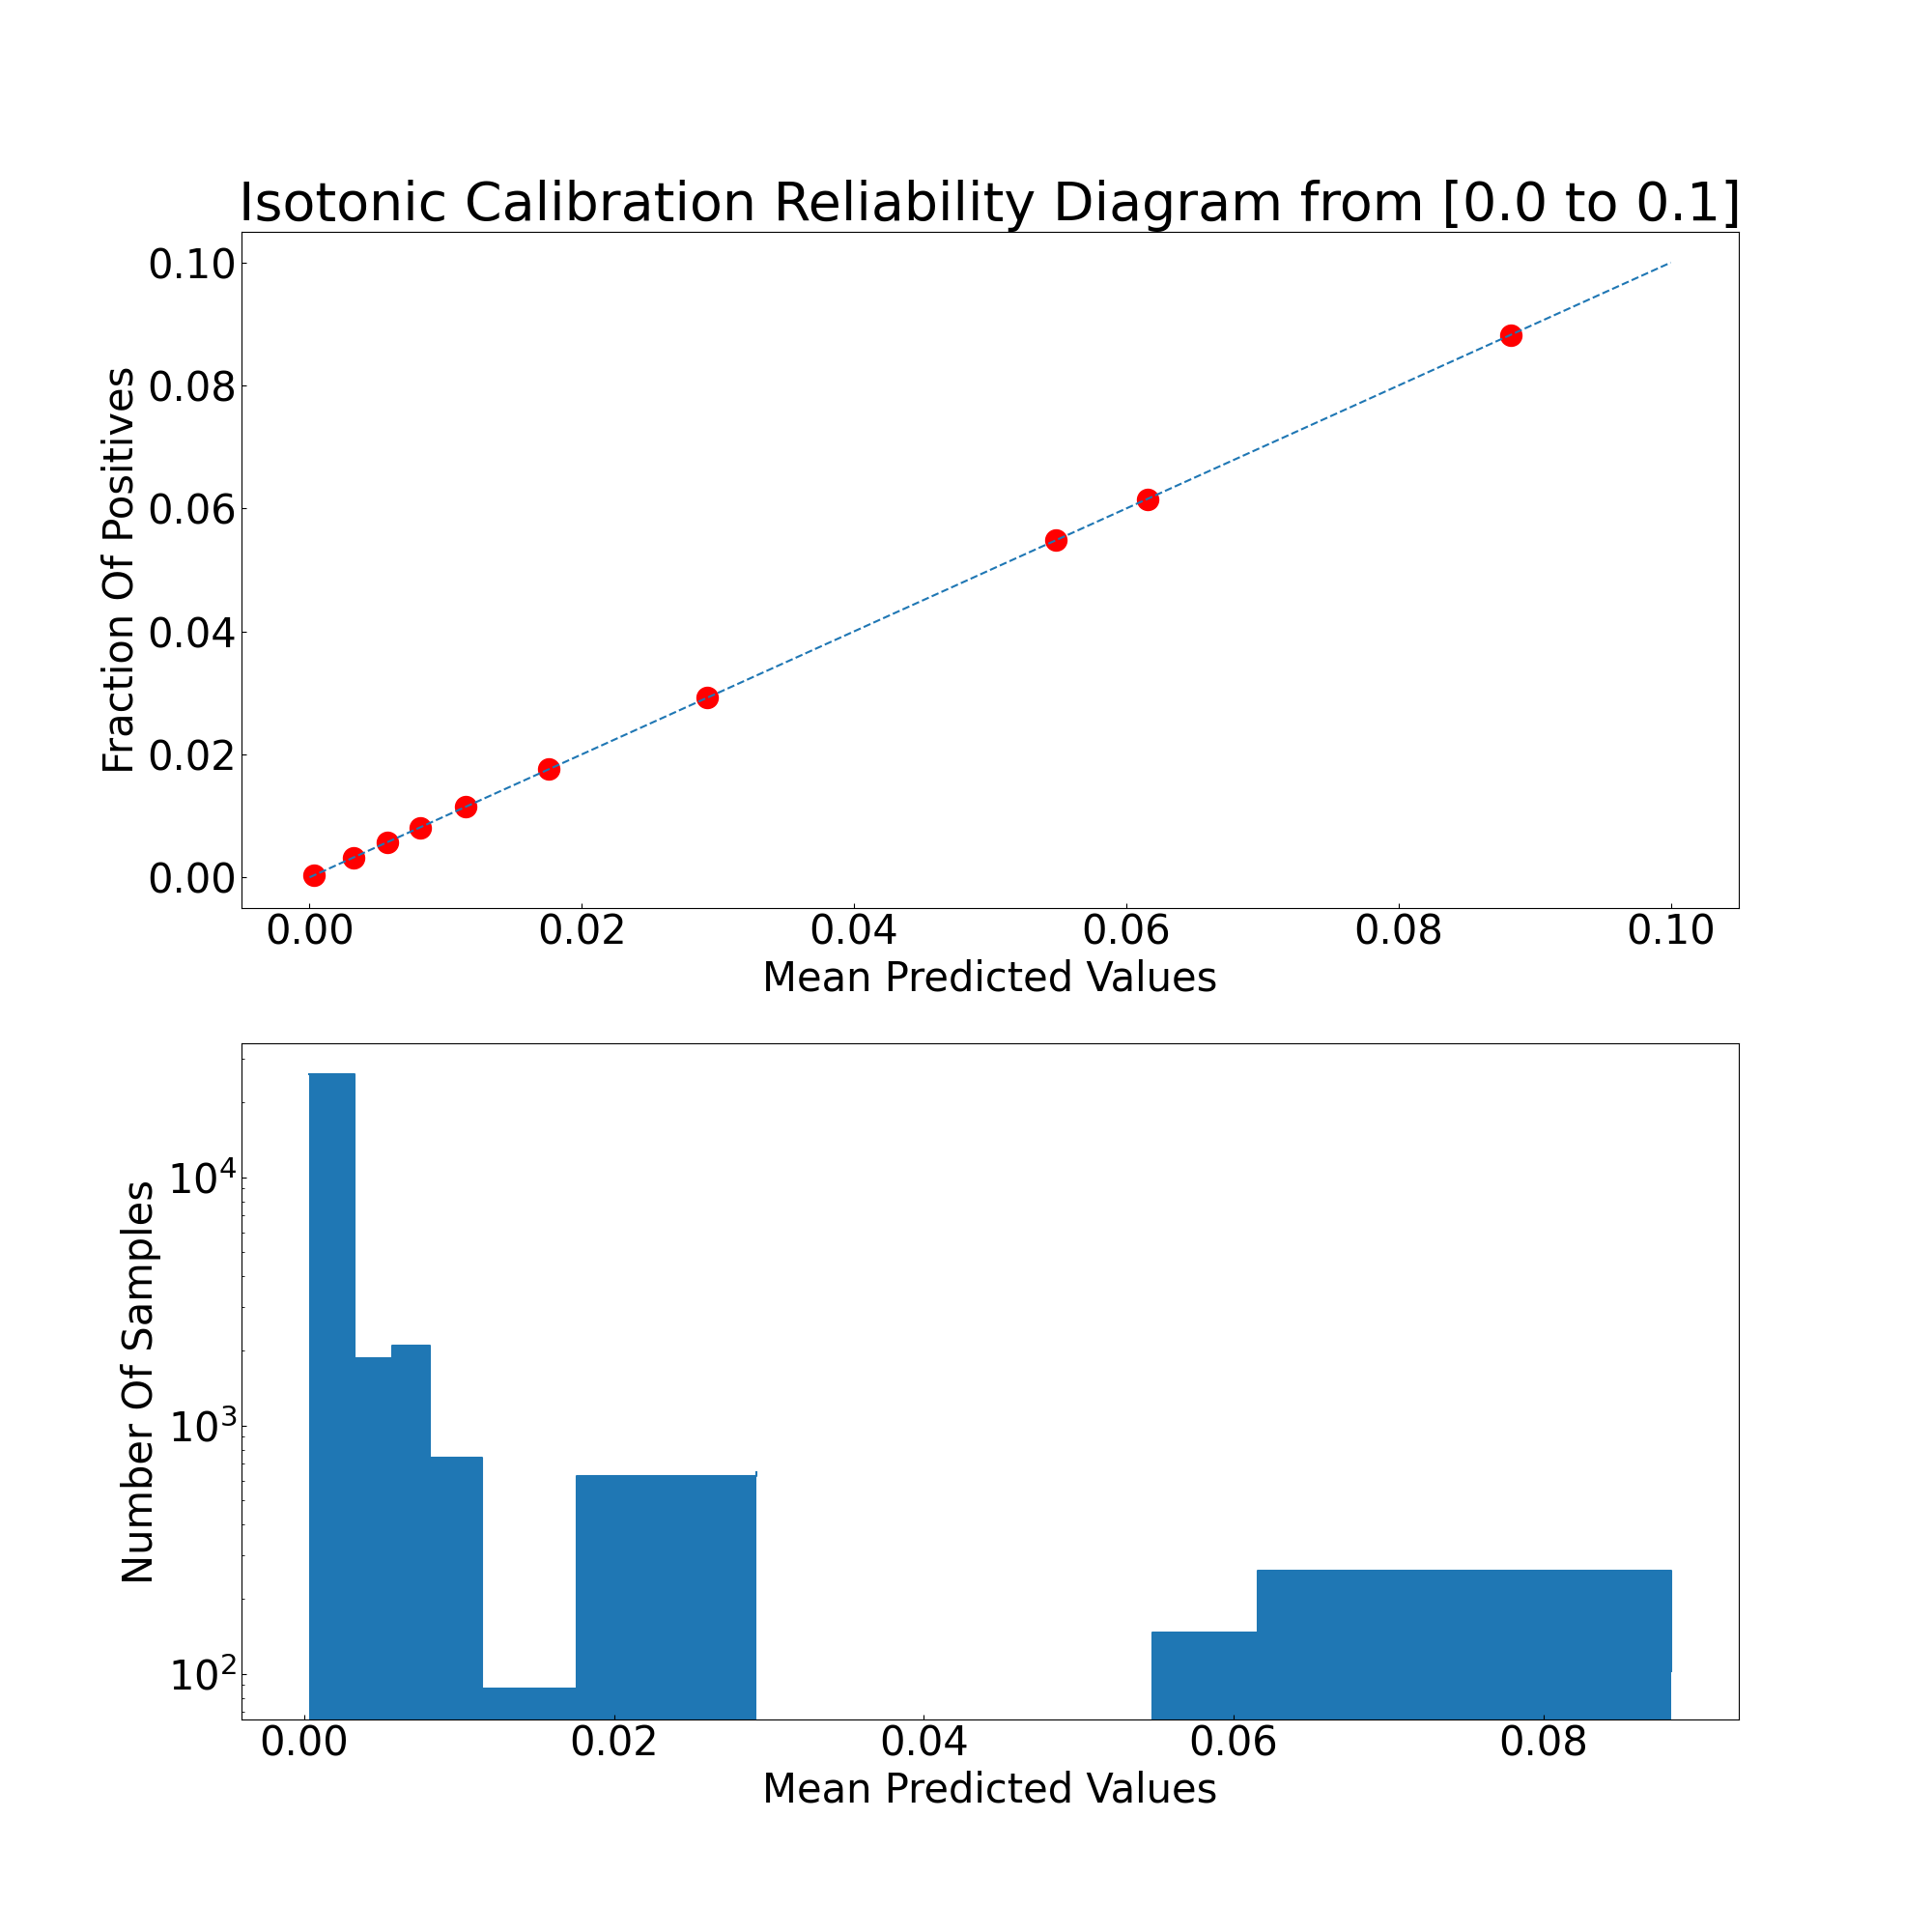 Isotonic Calibration Reliability Diagram from [0.0 to 0.1]
Fraction Of Positives
0.10
0.08
0.06
0.04
0.02
0.00
0.00 0.02 0.04 0.06 0.08 0.10
Mean Predicted Values
Number Of Samples
10⁴
10³
10²
0.00 0.02 0.04 0.06 0.08
Mean Predicted Values